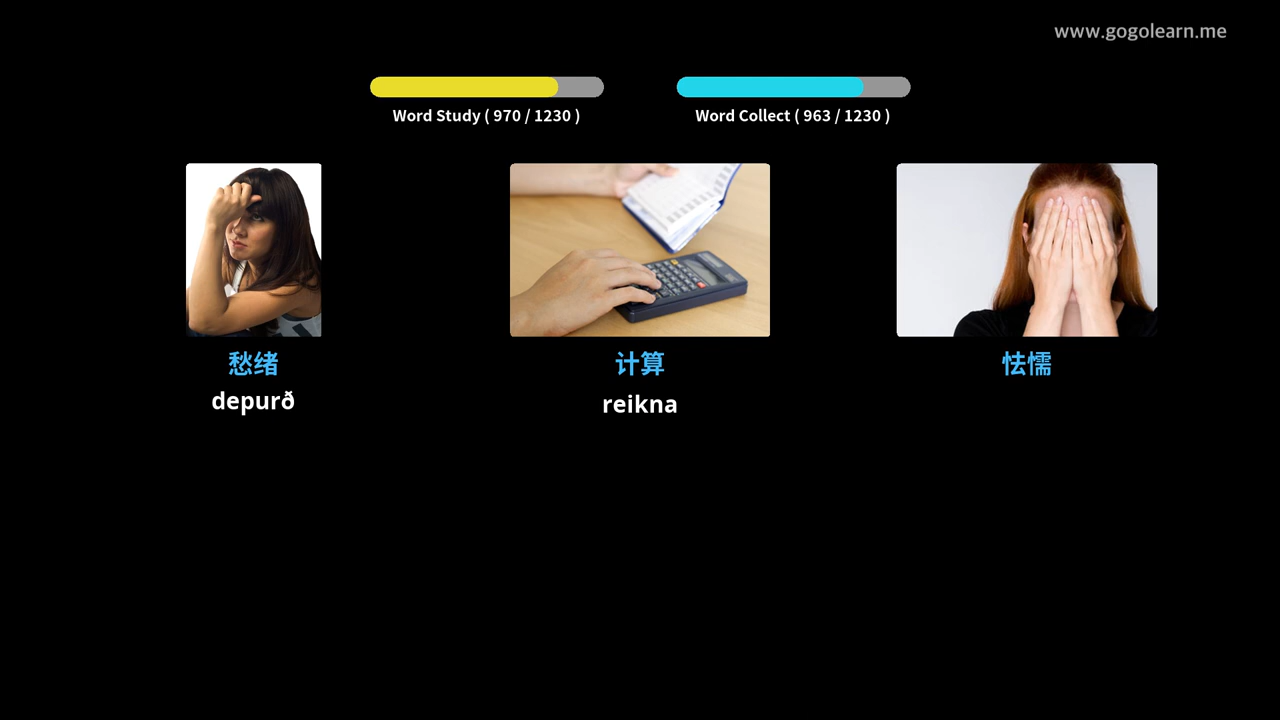 www.gogolearn.me
Word Study ( 970 / 1230 )
Word Collect ( 963 / 1230 )
愁绪
depurð
计算
reikna
怯懦